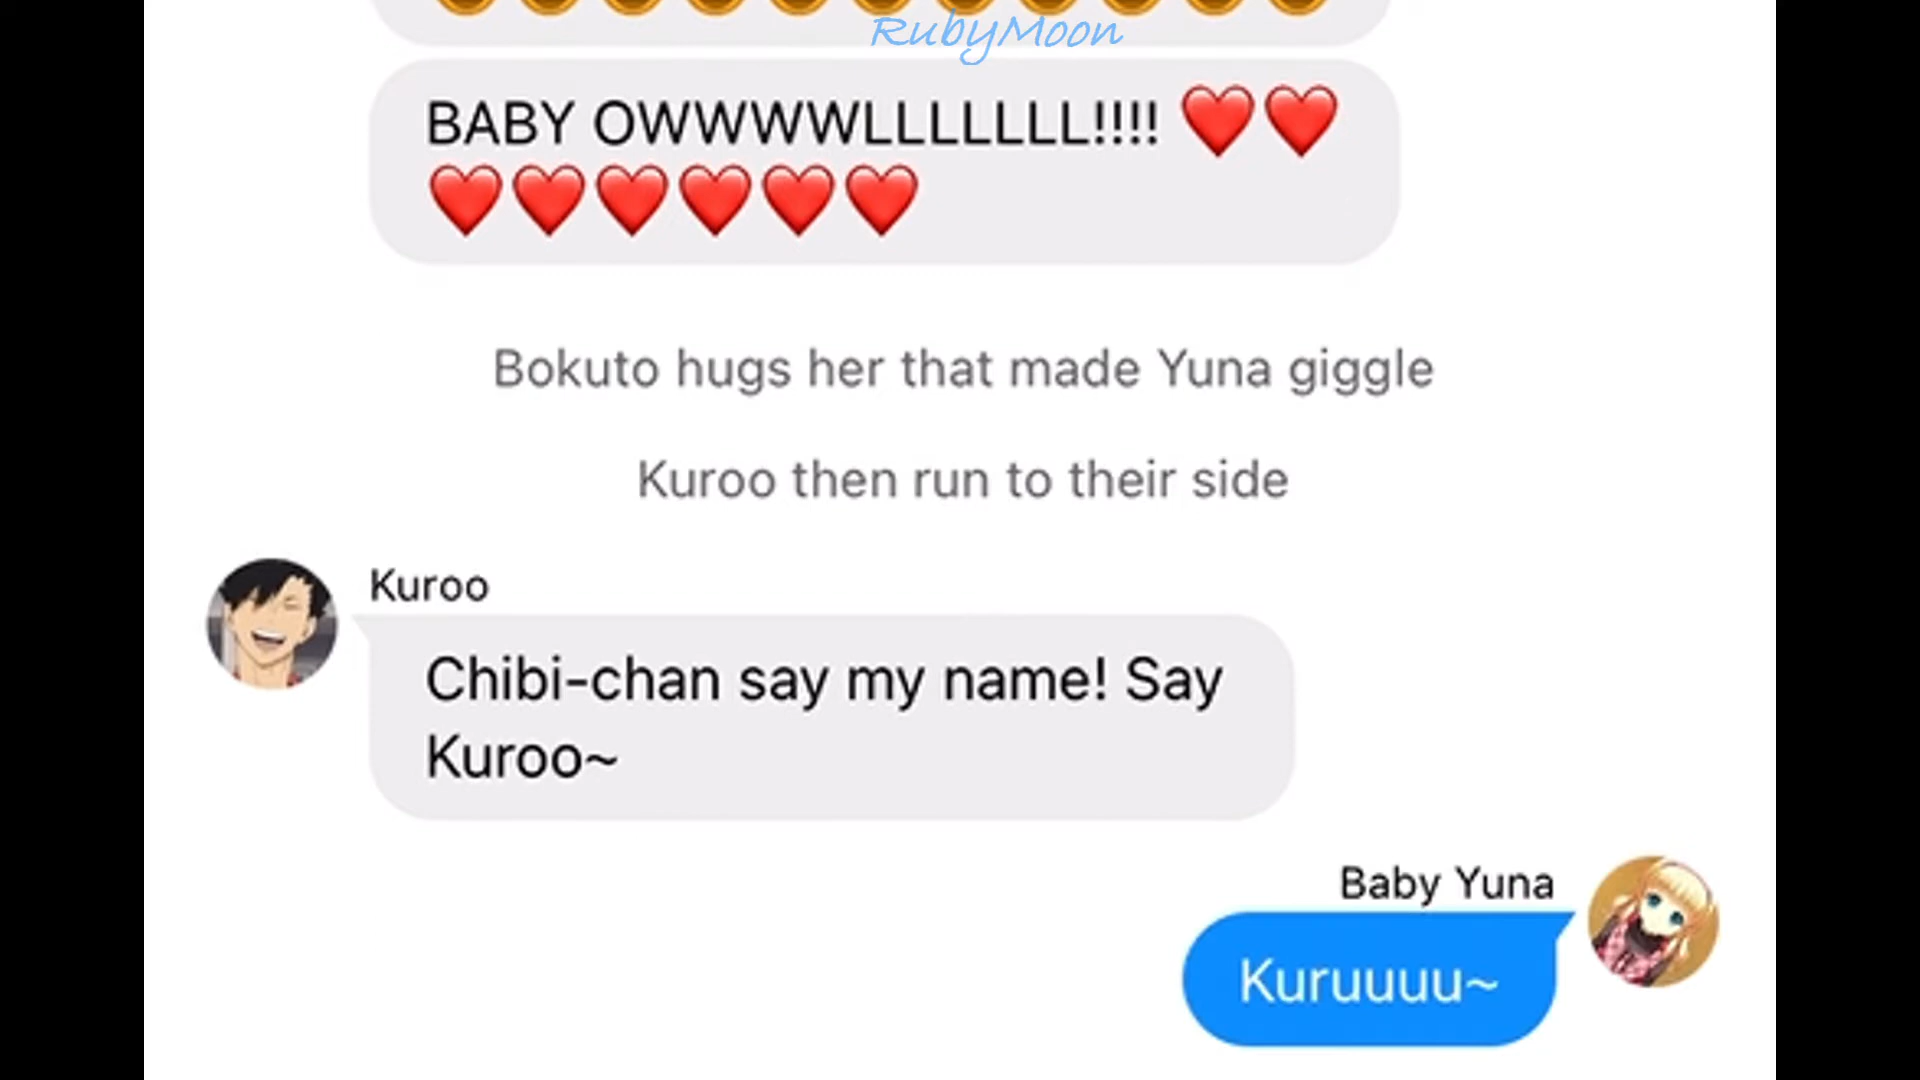 RubyMoon
BABY OWWWWLLLLLLL!!!! ❤️❤️
❤️❤️❤️❤️❤️❤️
Bokuto hugs her that made Yuna giggle
Kuroo then run to their side
Kuroo
Chibi-chan say my name! Say
Kuroo~
Baby Yuna
Kuruuuu~